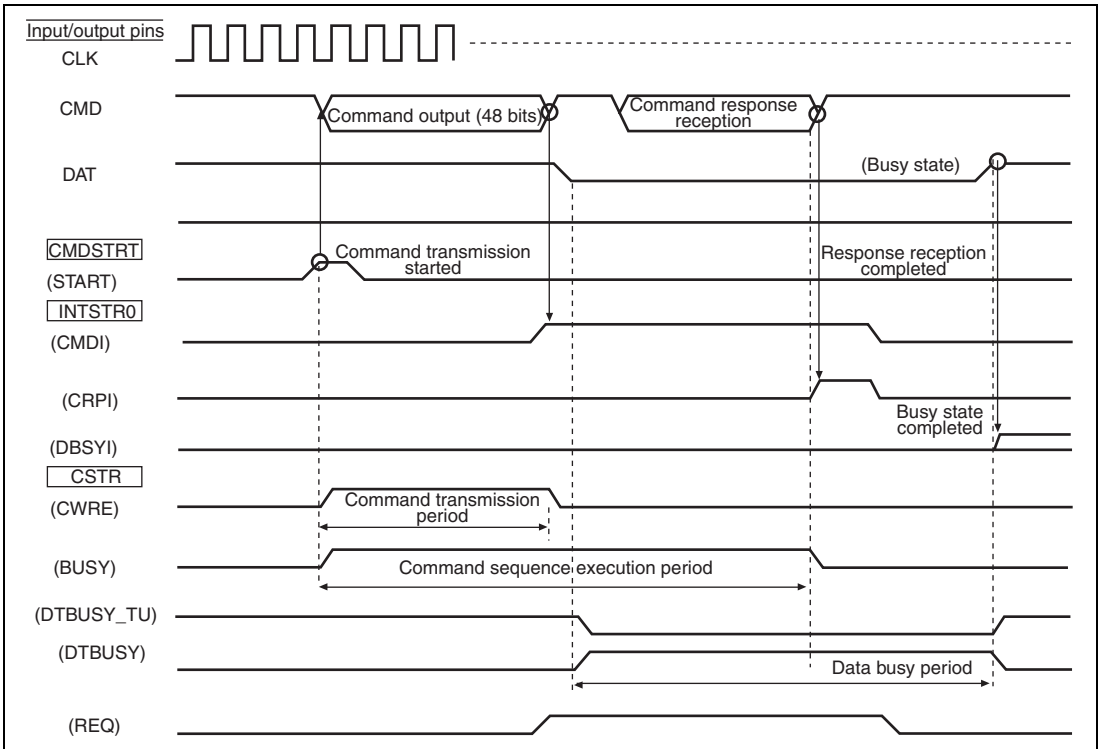 Input/output pins
CLK
CMD
Command output (48 bits)
Command response
reception
DAT
(Busy state)
CMDSTRT
(START)
Command transmission
started
Response reception
completed
INTSTR0
(CMDI)
(CRPI)
Busy state
completed
(DBSYI)
CSTR
(CWRE)
Command transmission
period
(BUSY)
Command sequence execution period
(DTBUSY_TU)
(DTBUSY)
Data busy period
(REQ)